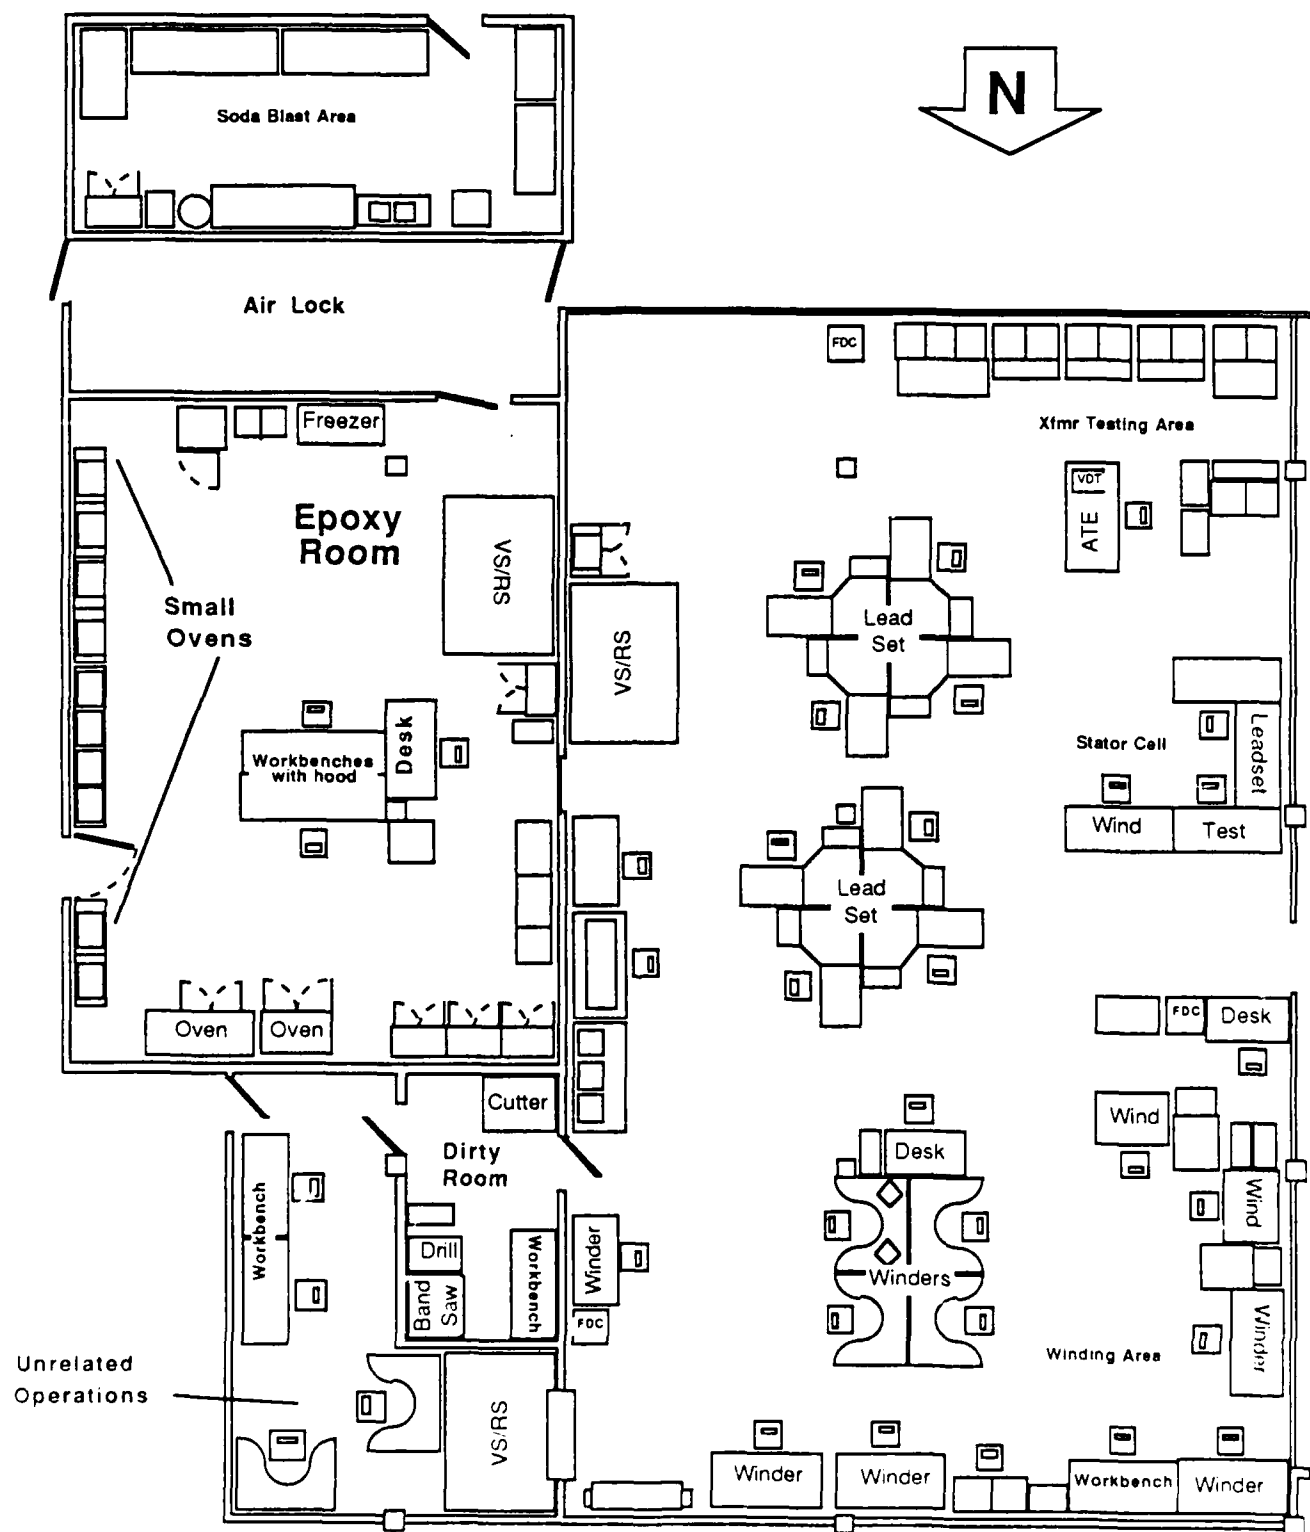 N
Soda Blast Area
Air Lock
FDC
Xfmr Testing Area
Freezer
VDT
ATE
Epoxy
Room
VS/RS
Small
Ovens
VS/RS
Lead
Set
Desk
Workbenches
with hood
Stator Cell
Leadset
Wind
Test
Lead
Set
Oven
Oven
FDC
Desk
Cutter
Wind
Dirty
Room
Desk
Workbench
Wind
Drill
Workbench
Winder
Winders
Band
Saw
FDC
Winder
Winding Area
Unrelated
Operations
VS/RS
Winder
Winder
Workbench
Winder